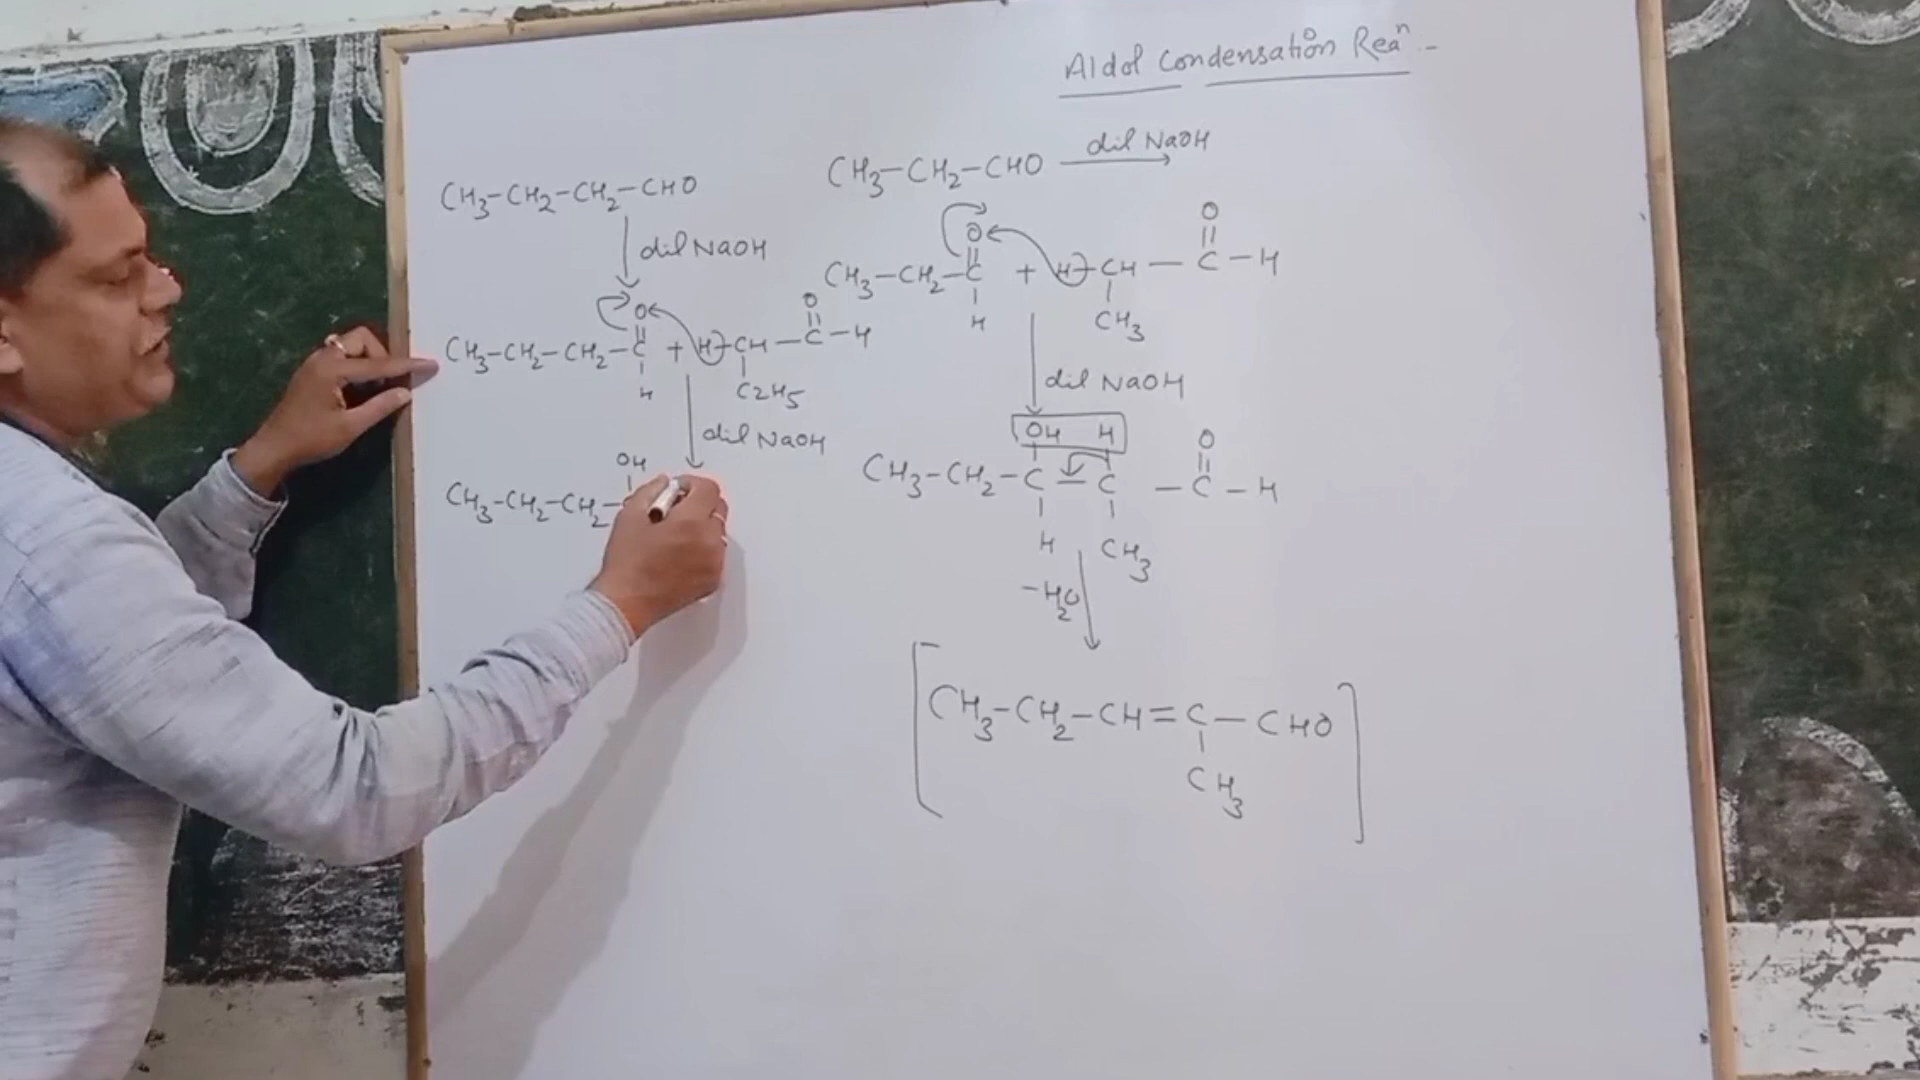 Aldol Condensation Reaⁿ -
CH₃-CH₂-CH₂-CHO
dil NaOH
O O
|| ||
CH₃-CH₂-CH₂-C + H-CH-C-H
| |
H C2H5
dil NaOH
OH
|
CH₃-CH₂-CH₂-
CH₃-CH₂-CHO dil NaOH
O O
|| ||
CH₃-CH₂-C + H-CH-C-H
| |
H CH₃
dil NaOH
OH H O
| | ||
CH₃-CH₂-C-C-C-H
| |
H CH₃
-H₂O
[CH₃-CH₂-CH=C-CHO]
|
CH₃